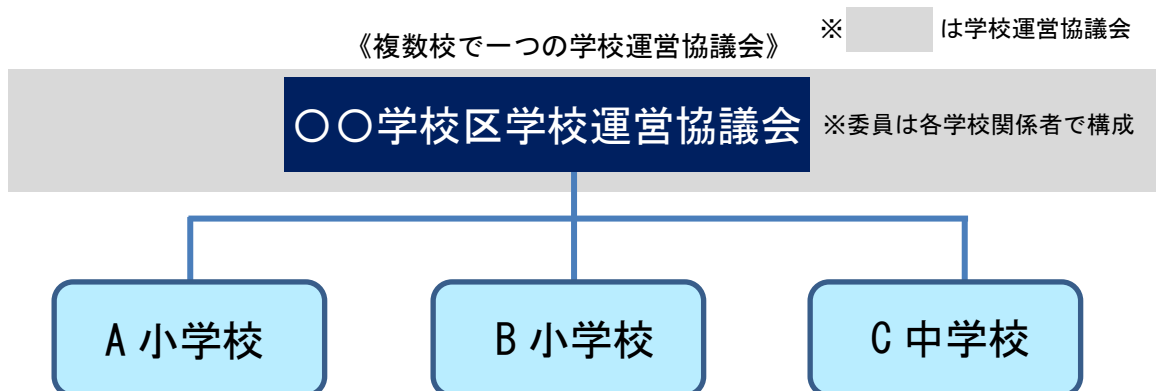 《複数校で一つの学校運営協議会》
※ は学校運営協議会
〇〇学校区学校運営協議会
※委員は各学校関係者で構成
A 小学校
B 小学校
C 中学校